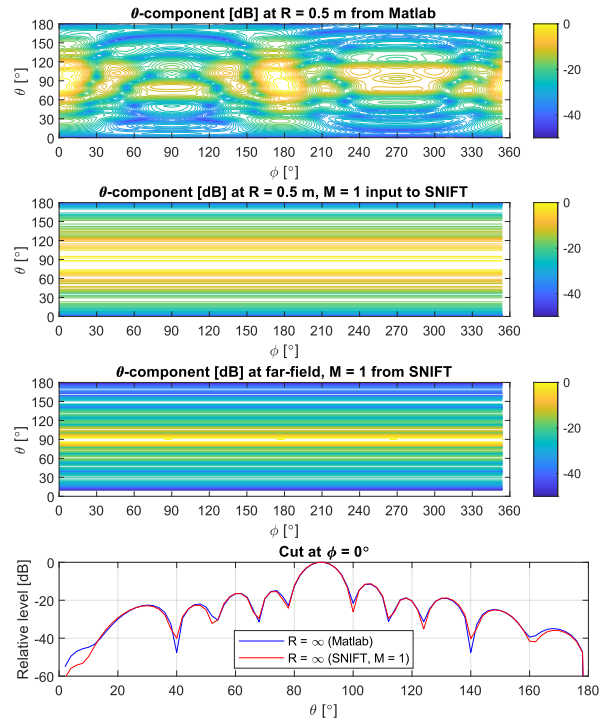 θ-component [dB] at R = 0.5 m from Matlab
180
150
120
90
60
30
0
θ [°]
0 30 60 90 120 150 180 210 240 270 300 330 360
ϕ [°]
0
-20
-40
θ-component [dB] at R = 0.5 m, M = 1 input to SNIFT
180
150
120
90
60
30
0
θ [°]
0 30 60 90 120 150 180 210 240 270 300 330 360
ϕ [°]
0
-20
-40
θ-component [dB] at far-field, M = 1 from SNIFT
180
150
120
90
60
30
0
θ [°]
0 30 60 90 120 150 180 210 240 270 300 330 360
ϕ [°]
0
-20
-40
Cut at ϕ = 0°
Relative level [dB]
0
-20
-40
-60
R = ∞ (Matlab)
R = ∞ (SNIFT, M = 1)
0 20 40 60 80 100 120 140 160 180
θ [°]